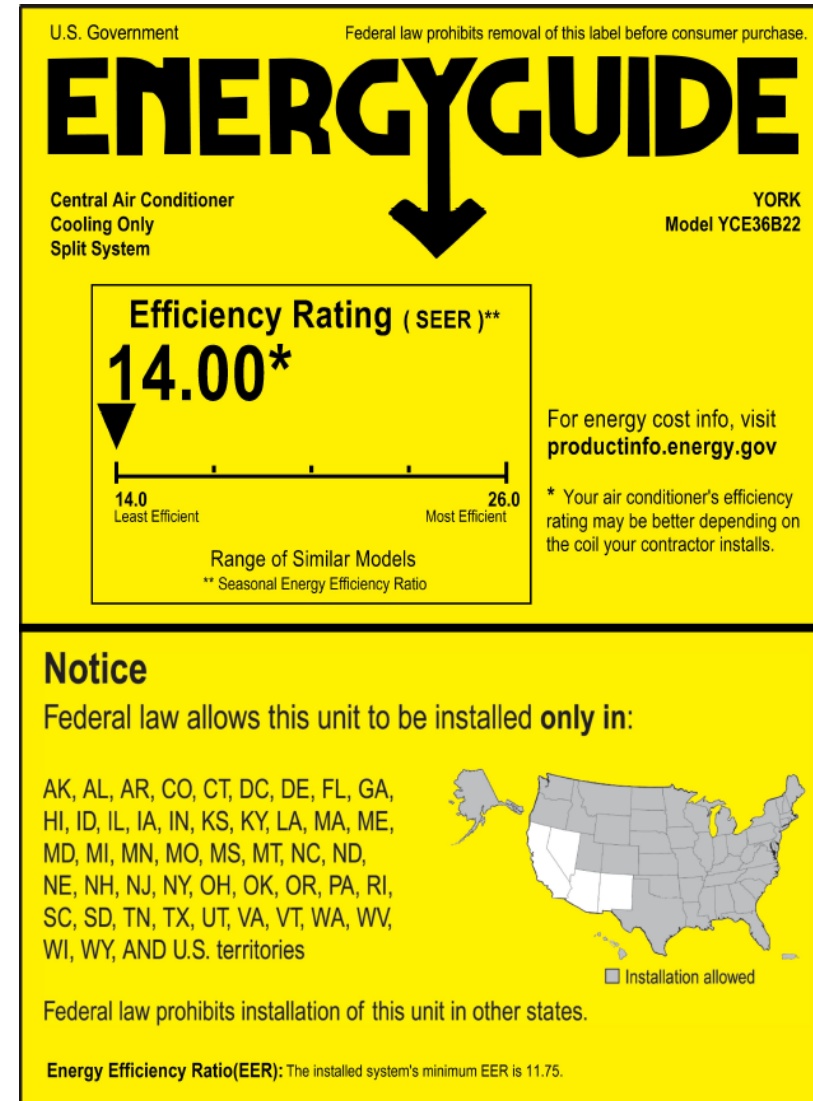 U.S. Government
Federal law prohibits removal of this label before consumer purchase.
ENERGYGUIDE
Central Air Conditioner
Cooling Only
Split System
YORK
Model YCE36B22
Efficiency Rating ( SEER )**
14.00*
14.0
Least Efficient
26.0
Most Efficient
Range of Similar Models
** Seasonal Energy Efficiency Ratio
For energy cost info, visit
productinfo.energy.gov
* Your air conditioner's efficiency
rating may be better depending on
the coil your contractor installs.
Notice
Federal law allows this unit to be installed only in:
AK, AL, AR, CO, CT, DC, DE, FL, GA,
HI, ID, IL, IA, IN, KS, KY, LA, MA, ME,
MD, MI, MN, MO, MS, MT, NC, ND,
NE, NH, NJ, NY, OH, OK, OR, PA, RI,
SC, SD, TN, TX, UT, VA, VT, WA, WV,
WI, WY, AND U.S. territories
Installation allowed
Federal law prohibits installation of this unit in other states.
Energy Efficiency Ratio(EER): The installed system's minimum EER is 11.75.